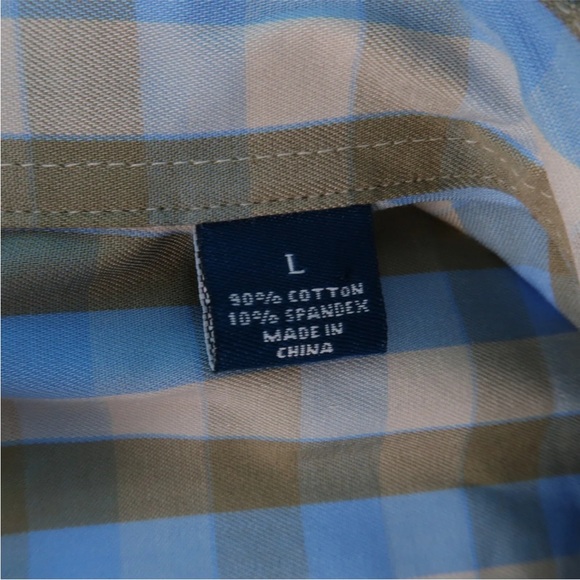 L
90% COTTON
10% SPANDEX
MADE IN
CHINA